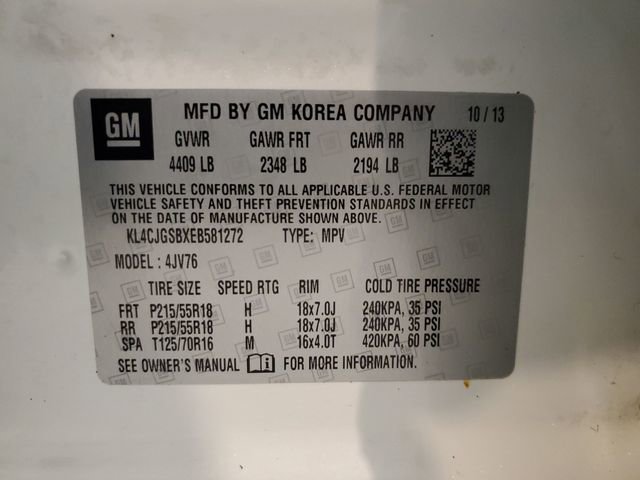 GM
MFD BY GM KOREA COMPANY 10 / 13
GVWR GAWR FRT GAWR RR
4409 LB 2348 LB 2194 LB
THIS VEHICLE CONFORMS TO ALL APPLICABLE U.S. FEDERAL MOTOR
VEHICLE SAFETY AND THEFT PREVENTION STANDARDS IN EFFECT
ON THE DATE OF MANUFACTURE SHOWN ABOVE.
KL4CJGSBXEB581272 TYPE: MPV
MODEL : 4JV76
TIRE SIZE SPEED RTG RIM COLD TIRE PRESSURE
FRT P215/55R18 H 18x7.0J 240KPA, 35 PSI
RR P215/55R18 H 18x7.0J 240KPA, 35 PSI
SPA T125/70R16 M 16x4.0T 420KPA, 60 PSI
SEE OWNER'S MANUAL FOR MORE INFORMATION.